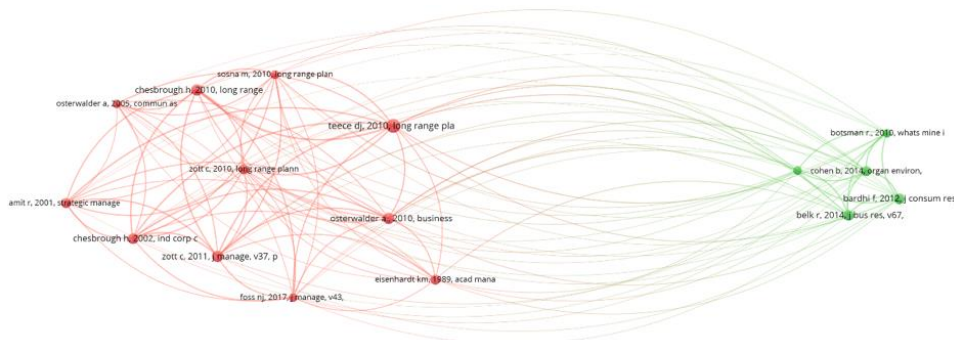 sosna m, 2010, long range plan
chesbrough h, 2010, long range
osterwalder a, 2005, commun as
teece dj, 2010, long range pla
botsman r., 2010, whats mine i
zott c, 2010, long range plann
cohen b, 2014, organ environ,
bardhi f, 2012, j consum res
amit r, 2001, strategic manage
belk r, 2014, j bus res, v67,
osterwalder a., 2010, business
chesbrough h, 2002, ind corp c
zott c, 2011, j manage, v37, p
eisenhardt km, 1989, acad mana
foss nj, 2017, j manage, v43,